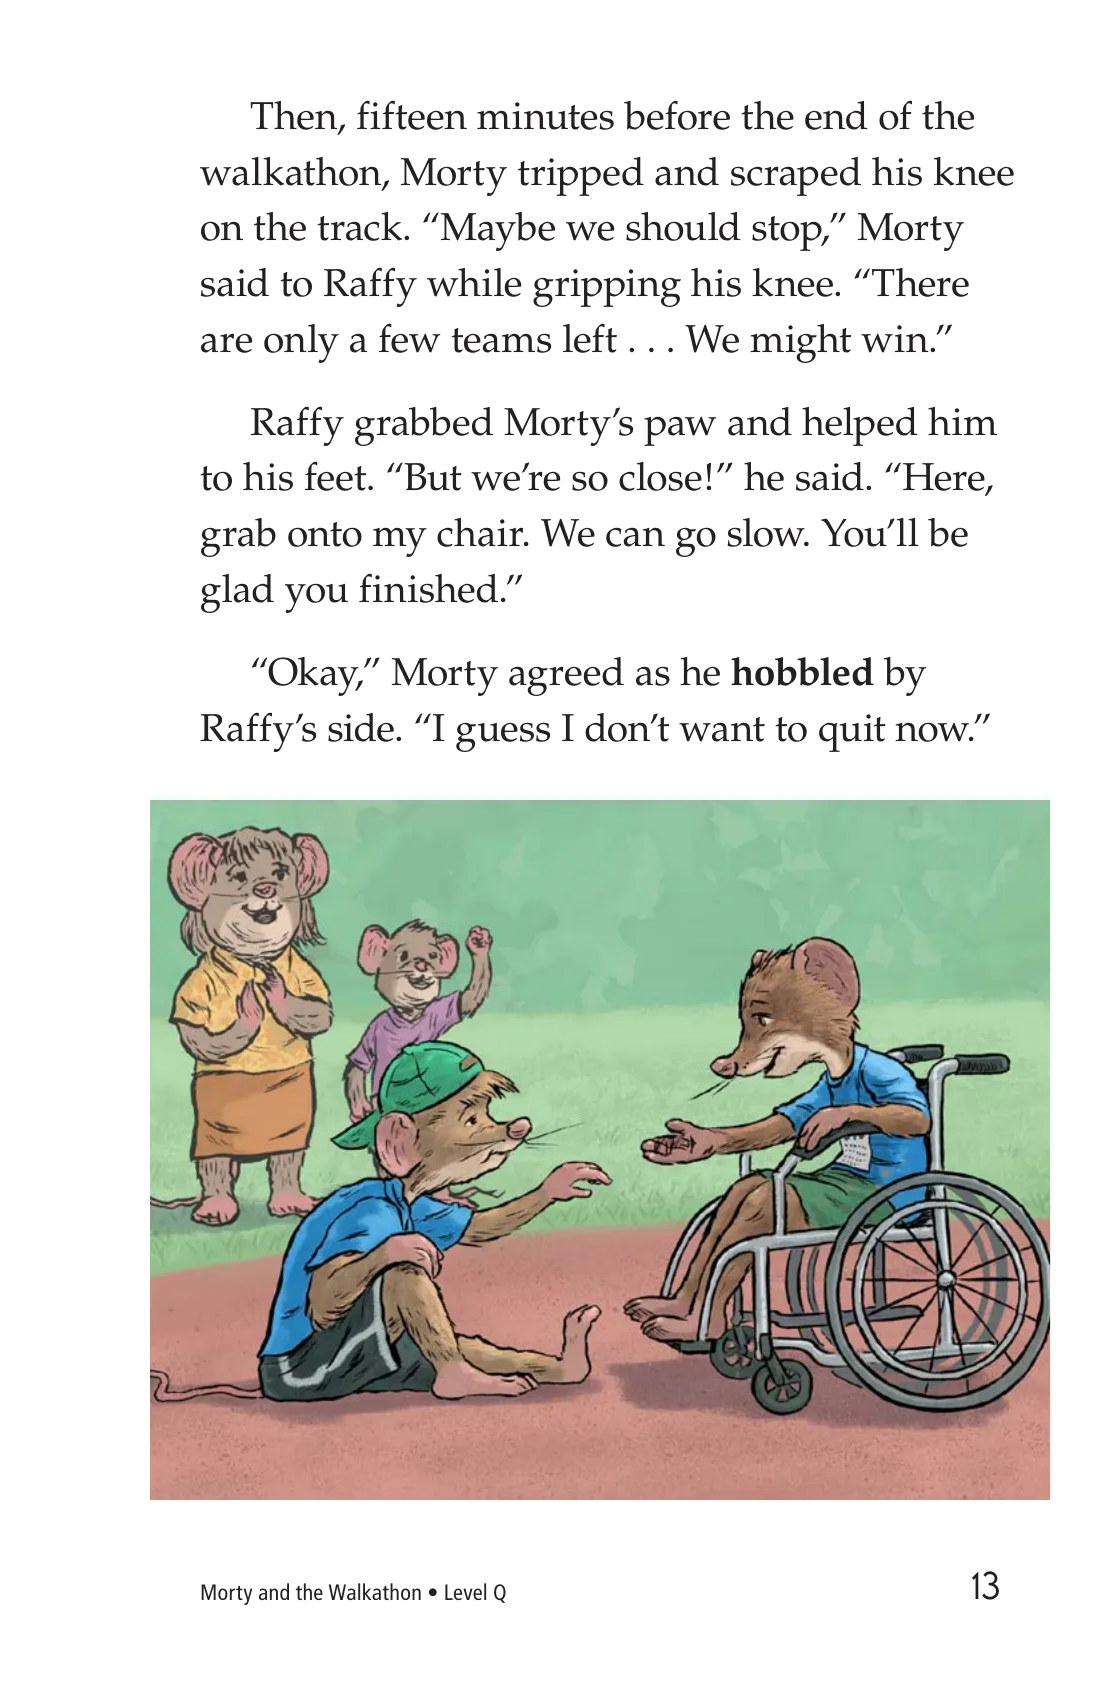 Then, fifteen minutes before the end of the
walkathon, Morty tripped and scraped his knee
on the track. “Maybe we should stop,” Morty
said to Raffy while gripping his knee. “There
are only a few teams left . . . We might win.”
Raffy grabbed Morty’s paw and helped him
to his feet. “But we’re so close!” he said. “Here,
grab onto my chair. We can go slow. You’ll be
glad you finished.”
“Okay,” Morty agreed as he hobbled by
Raffy’s side. “I guess I don’t want to quit now.”
Morty and the Walkathon • Level Q
13